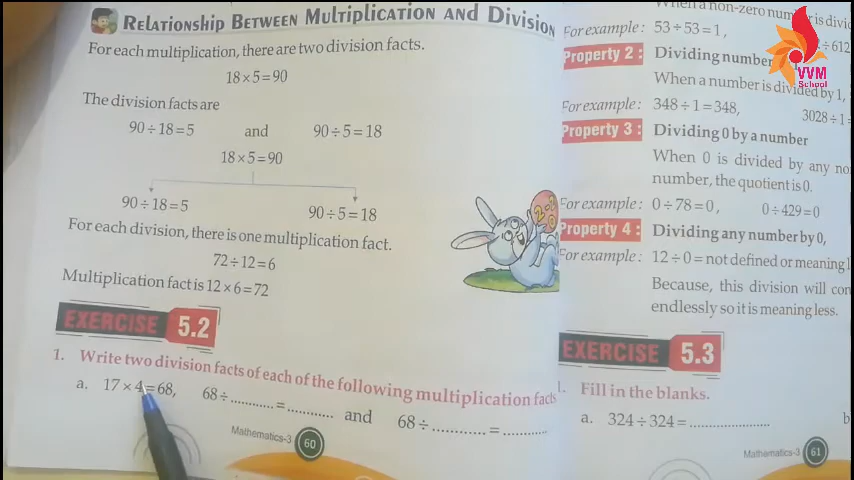 RELATIONSHIP BETWEEN MULTIPLICATION AND DIVISION
For each multiplication, there are two division facts.
18 × 5 = 90
The division facts are
90 ÷ 18 = 5 and 90 ÷ 5 = 18
18 × 5 = 90
90 ÷ 18 = 5 90 ÷ 5 = 18
For each division, there is one multiplication fact.
72 ÷ 12 = 6
Multiplication fact is 12 × 6 = 72
EXERCISE 5.2
1. Write two division facts of each of the following multiplication facts
a. 17 × 4 = 68, 68 ÷ ........... = ............ and 68 ÷ ........... = ...........
Mathematics-3 60
When a non-zero number is
For example: 53 ÷ 53 = 1, ÷ 612
Property 2 : Dividing number
When a number is divided by 1,
For example: 348 ÷ 1 = 348, 3028 ÷ 1 =
Property 3 : Dividing 0 by a number
When 0 is divided by any
number, the quotient is 0.
For example: 0 ÷ 78 = 0, 0 ÷ 429 = 0
Property 4 : Dividing any number by 0,
For example: 12 ÷ 0 = not defined or meaning
Because, this division will
endlessly so it is meaning less.
EXERCISE 5.3
Fill in the blanks.
a. 324 ÷ 324 = ....................
b
Mathematics-3 61
VVM
School